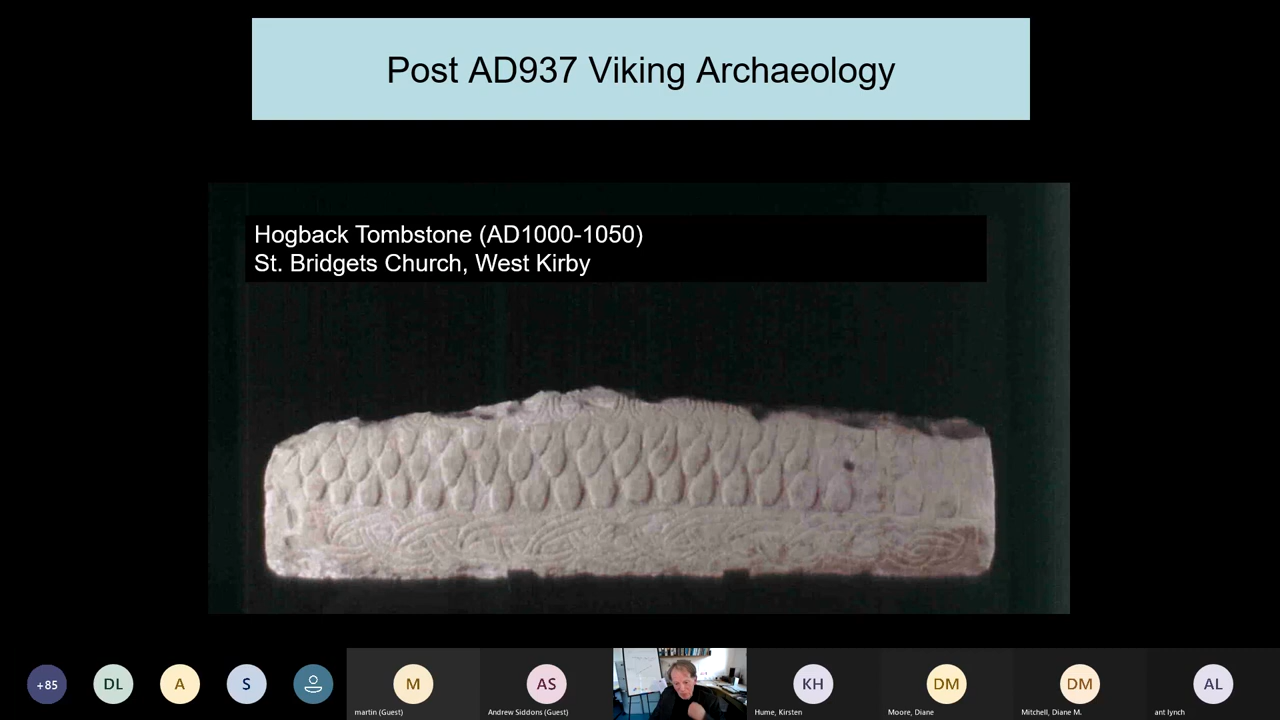 Post AD937 Viking Archaeology
Hogback Tombstone (AD1000-1050)
St. Bridgets Church, West Kirby
+85
DL
A
S
M
AS
KH
DM
DM
AL
martin (Guest)
Andrew Siddons (Guest)
Hume, Kirsten
Moore, Diane
Mitchell, Diane M.
ant lynch